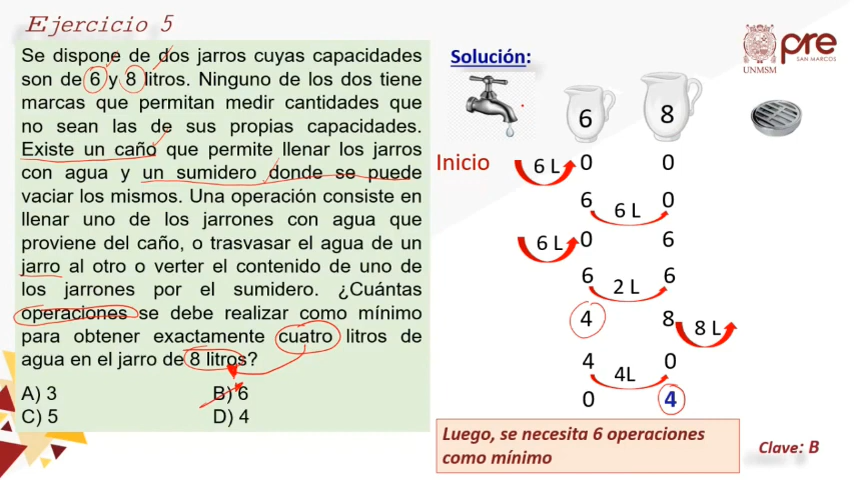 Ejercicio 5
Se dispone de dos jarros cuyas capacidades
son de 6 y 8 litros. Ninguno de los dos tiene
marcas que permitan medir cantidades que
no sean las de sus propias capacidades.
Existe un caño que permite llenar los jarros
con agua y un sumidero donde se puede
vaciar los mismos. Una operación consiste en
llenar uno de los jarrones con agua que
proviene del caño, o trasvasar el agua de un
jarro al otro o verter el contenido de uno de
los jarrones por el sumidero. ¿Cuántas
operaciones se debe realizar como mínimo
para obtener exactamente cuatro litros de
agua en el jarro de 8 litros?
A) 3 B) 6
C) 5 D) 4
Solución:
UNMSM
pre
SAN MARCOS
6 8
Inicio 6 L 0 0
6 0
6 L
6 L 0 6
6 6
2 L
4 8 8 L
4 0
4L
0 4
Luego, se necesita 6 operaciones
como mínimo
Clave: B